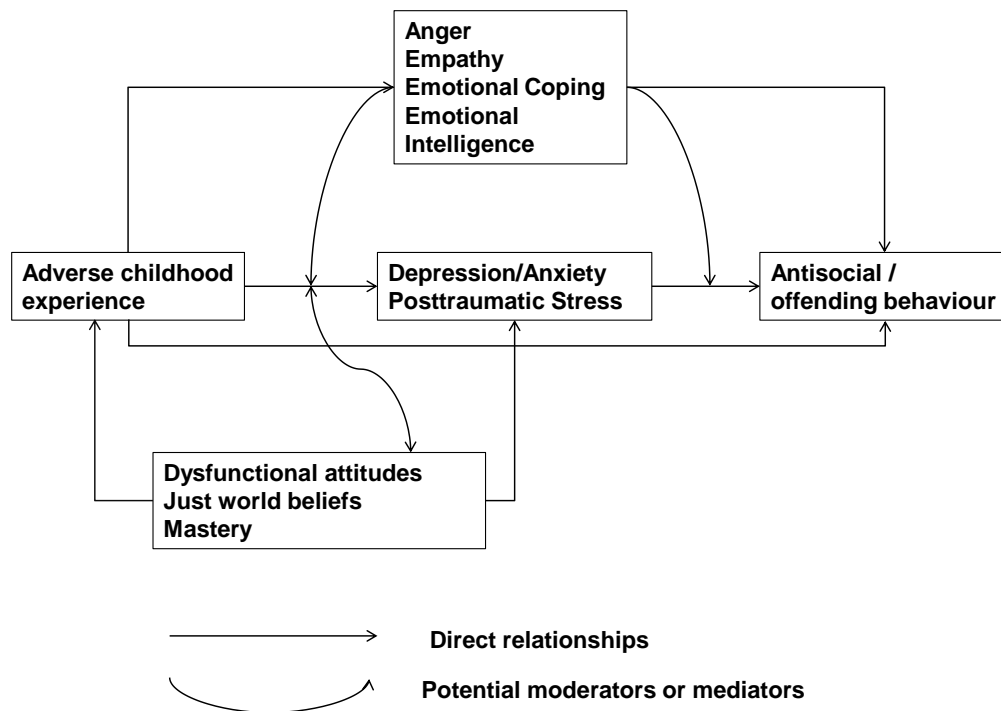 Anger
Empathy
Emotional Coping
Emotional
Intelligence
Adverse childhood
experience
Depression/Anxiety
Posttraumatic Stress
Antisocial /
offending behaviour
Dysfunctional attitudes
Just world beliefs
Mastery
Direct relationships
Potential moderators or mediators